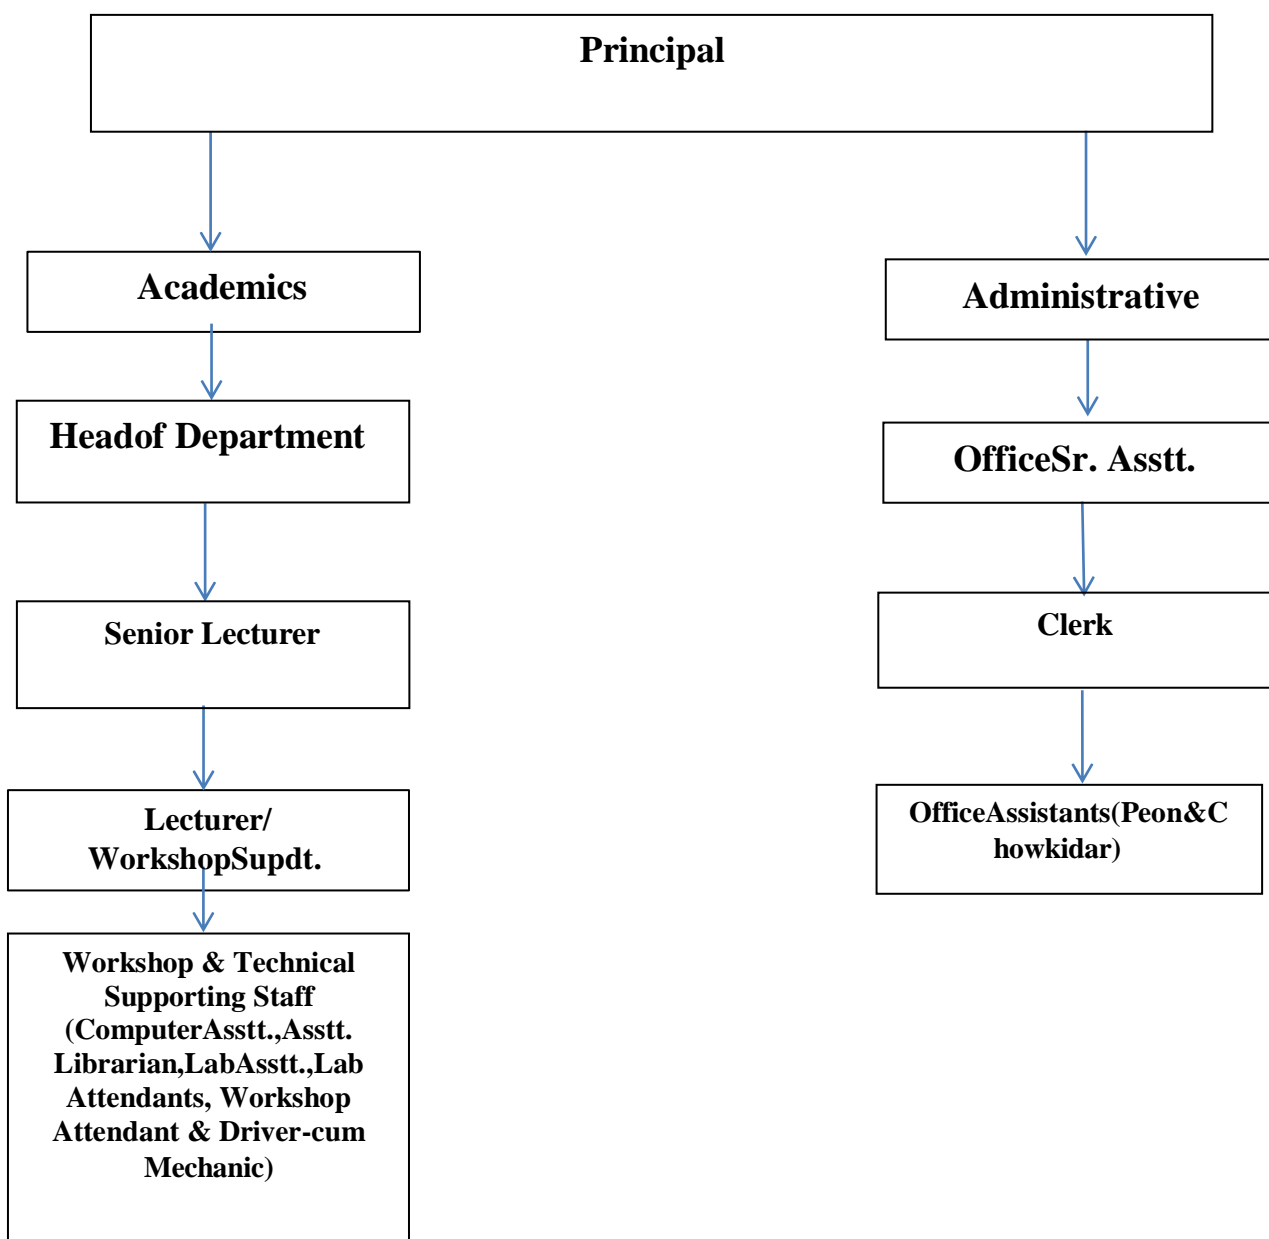 Principal
Academics
Headof Department
Senior Lecturer
Lecturer/
WorkshopSupdt.
Workshop & Technical
Supporting Staff
(ComputerAsstt.,Asstt.
Librarian,LabAsstt.,Lab
Attendants, Workshop
Attendant & Driver-cum
Mechanic)
Administrative
OfficeSr. Asstt.
Clerk
OfficeAssistants(Peon&C
howkidar)